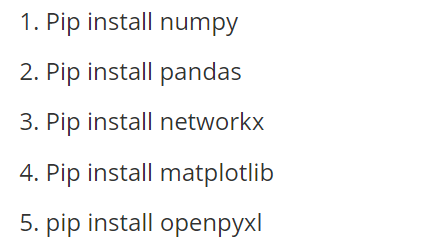 1. Pip install numpy
2. Pip install pandas
3. Pip install networkx
4. Pip install matplotlib
5. pip install openpyxl